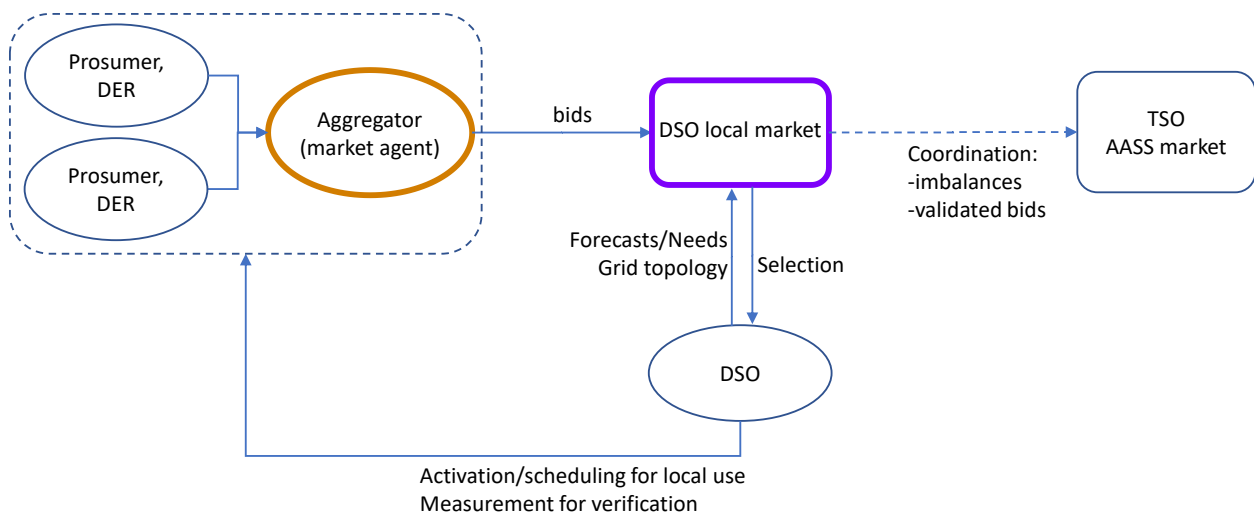 Prosumer,
DER
Prosumer,
DER
Aggregator
(market agent)
bids
DSO local market
TSO
AASS market
Coordination:
-imbalances
-validated bids
Forecasts/Needs
Grid topology
Selection
DSO
Activation/scheduling for local use
Measurement for verification